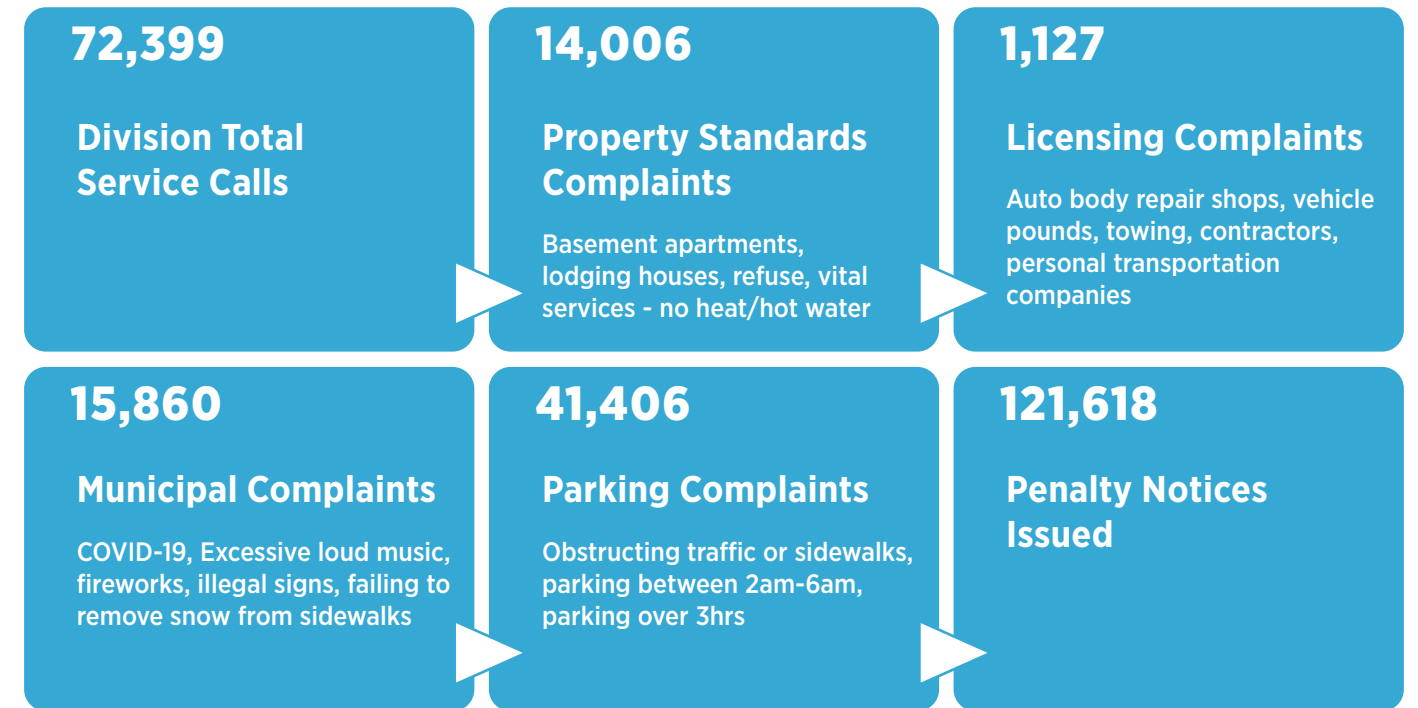 72,399
Division Total
Service Calls
14,006
Property Standards
Complaints
Basement apartments,
lodging houses, refuse, vital
services - no heat/hot water
1,127
Licensing Complaints
Auto body repair shops, vehicle
pounds, towing, contractors,
personal transportation
companies
15,860
Municipal Complaints
COVID-19, Excessive loud music,
fireworks, illegal signs, failing to
remove snow from sidewalks
41,406
Parking Complaints
Obstructing traffic or sidewalks,
parking between 2am-6am,
parking over 3hrs
121,618
Penalty Notices
Issued